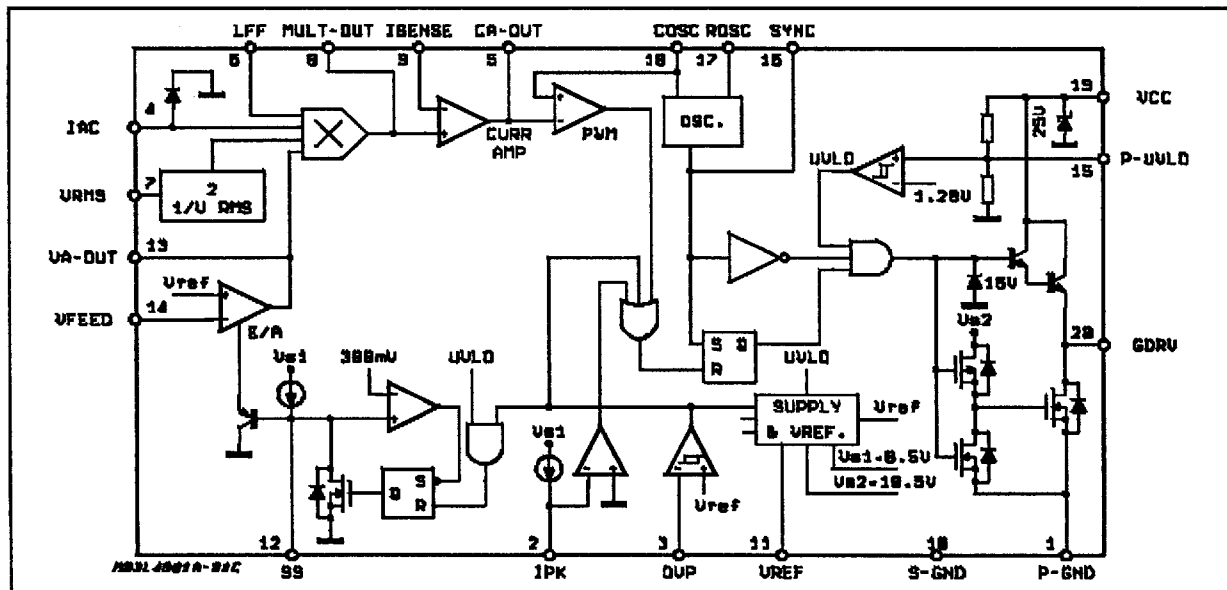 LFF MULT-OUT ISENSE CA-OUT COSC ROSC SYNC
6 8 9 5 18 17 16
19 VCC
4
IAC
OSC.
25V
CURR
AMP
PWM
UVLO
P-UVLO
15
7
VRMS
2
1/V RMS
1.28V
VA-OUT
13
Vref
15V
VFEED
14
E/A
Vs2
20
GDRV
Vs1
300mV
UVLO
S Q
R
UVLO
SUPPLY
& VREF.
Vref
Vs1
Vs1=8.5V
Vs2=18.5V
Q S
R
Vref
12 2 3 11 10 1
SS IPK OVP VREF S-GND P-GND